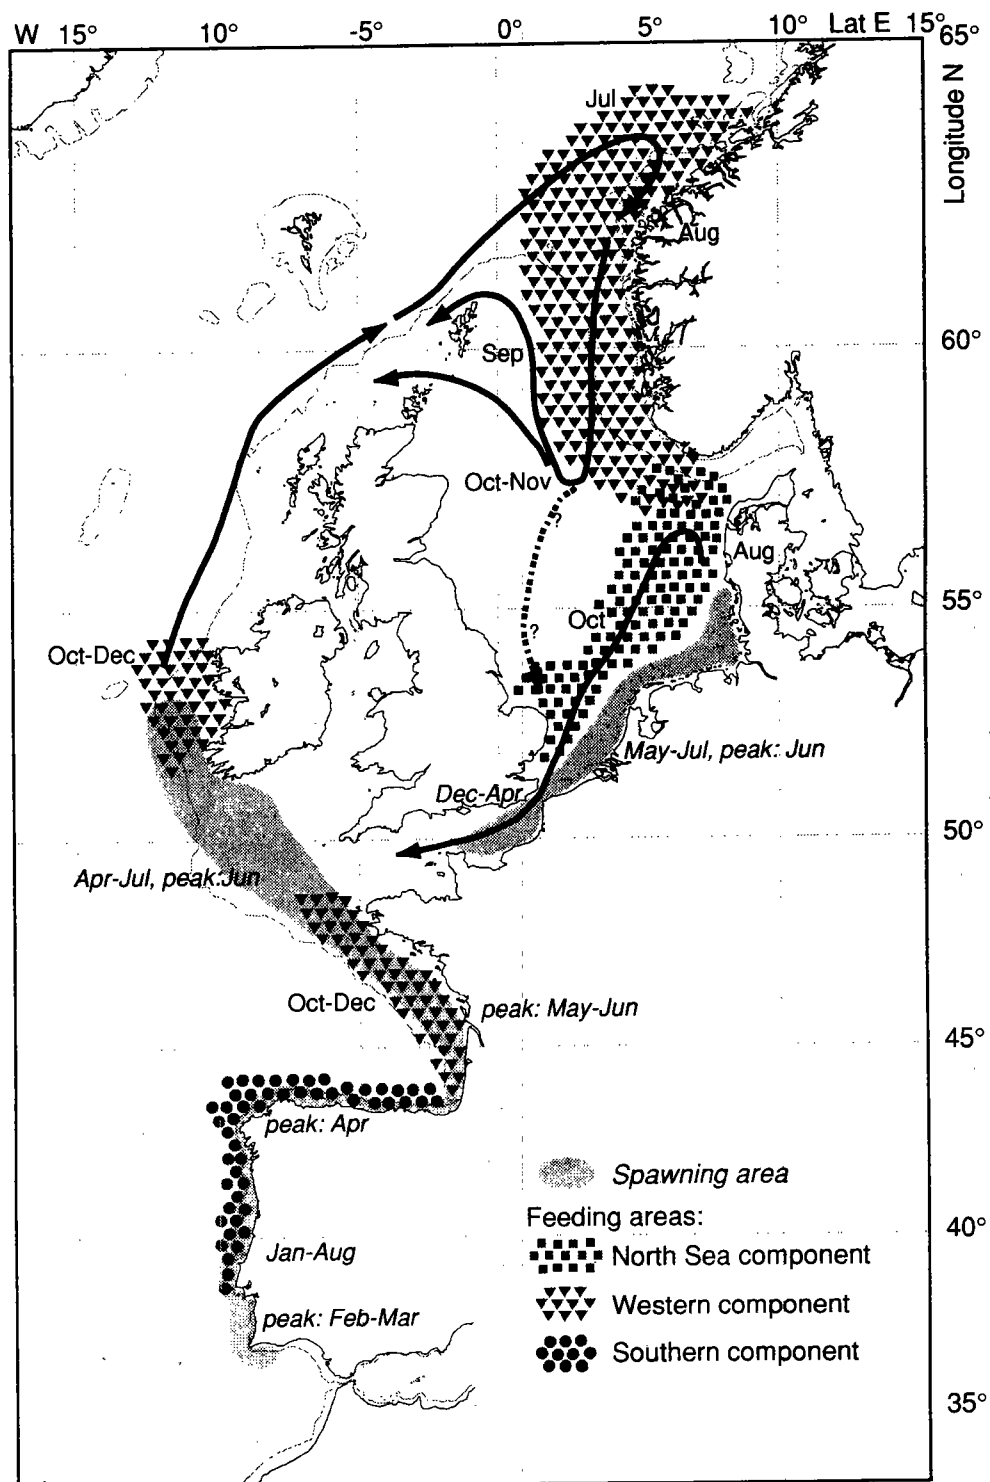 W 15° 10° -5° 0° 5° 10° Lat E 15°
65°
Longitude N
Jul
Aug
Sep
60°
Oct-Nov
?
Aug
55°
Oct
?
Oct-Dec
May-Jul, peak: Jun
Dec-Apr
50°
Apr-Jul, peak:Jun
Oct-Dec
peak: May-Jun
45°
peak: Apr
Spawning area
Feeding areas:
40°
Jan-Aug
North Sea component
Western component
peak: Feb-Mar
Southern component
35°